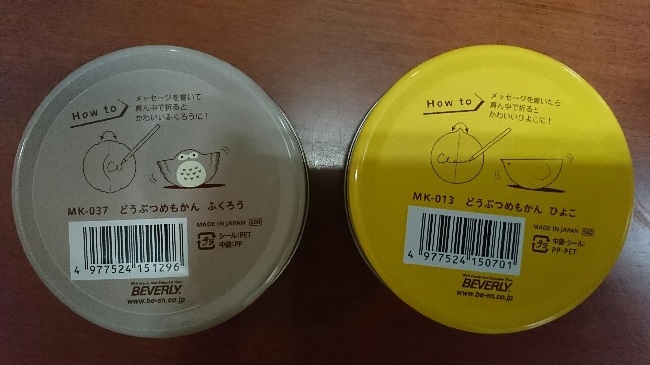 How to
メッセージを書いて
真ん中で折ると
かわいいふくろうに!
MK-037 どうぶつめもかん ふくろう
MADE IN JAPAN
プラ
シール:PET
中袋:PP
4 977524 151296
BEVERLY
www.be-en.co.jp
How to
メッセージを書いたら
真ん中で折ると
かわいいひよこに!
MK-013 どうぶつめもかん ひよこ
MADE IN JAPAN
プラ
中袋・シール:
PP・PET
4 977524 150701
BEVERLY
www.be-en.co.jp